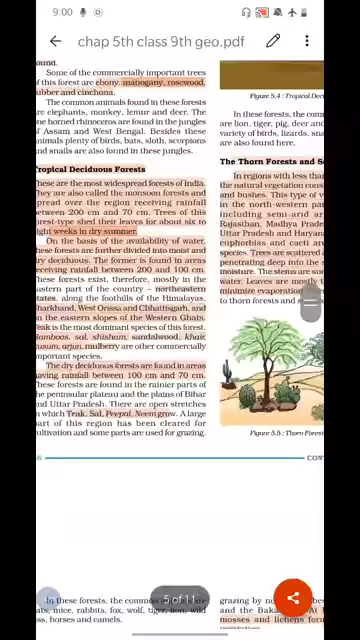 9:00
chap 5th class 9th geo.pdf
found.
Some of the commercially important trees
of this forest are ebony, mahogany, rosewood,
rubber and cinchona.
The common animals found in these forests
are elephants, monkey, lemur and deer. The
one horned rhinoceros are found in the jungles
of Assam and West Bengal. Besides these
animals plenty of birds, bats, sloth, scorpions
and snails are also found in these jungles.
Tropical Deciduous Forests
These are the most widespread forests of India.
They are also called the monsoon forests and
spread over the region receiving rainfall
between 200 cm and 70 cm. Trees of this
forest-type shed their leaves for about six to
eight weeks in dry summer.
On the basis of the availability of water,
these forests are further divided into moist and
dry deciduous. The former is found in areas
receiving rainfall between 200 and 100 cm.
These forests exist, therefore, mostly in the
eastern part of the country – northeastern
states, along the foothills of the Himalayas,
Jharkhand, West Orissa and Chhattisgarh, and
on the eastern slopes of the Western Ghats.
Teak is the most dominant species of this forest.
Bamboos, sal, shisham, sandalwood, khair,
kusum, arjun, mulberry are other commercially
important species.
The dry deciduous forests are found in areas
having rainfall between 100 cm and 70 cm.
These forests are found in the rainier parts of
the peninsular plateau and the plains of Bihar
and Uttar Pradesh. There are open stretches
in which Teak, Sal, Peepal, Neem grow. A large
part of this region has been cleared for
cultivation and some parts are used for grazing.
6
In these forests, the common
rats, mice, rabbits, fox, wolf, tiger, lion, wild
ass, horses and camels.
5 of 11
Figure 5.4 : Tropical Dec
In these forests, the com
are lion, tiger, pig, deer and
variety of birds, lizards, sna
are also found here.
The Thorn Forests and S
In regions with less than
the natural vegetation cons
and bushes. This type of v
in the north-western par
including semi-arid ar
Rajasthan, Madhya Prade
Uttar Pradesh and Haryan
euphorbias and cacti are
species. Trees are scattered a
penetrating deep into the s
moisture. The stems are suc
water. Leaves are mostly t
minimize evaporation
to thorn forests and s
Figure 5.5: Thorn Forest
CON
grazing by no
and the Baka At
mosses and lichens form